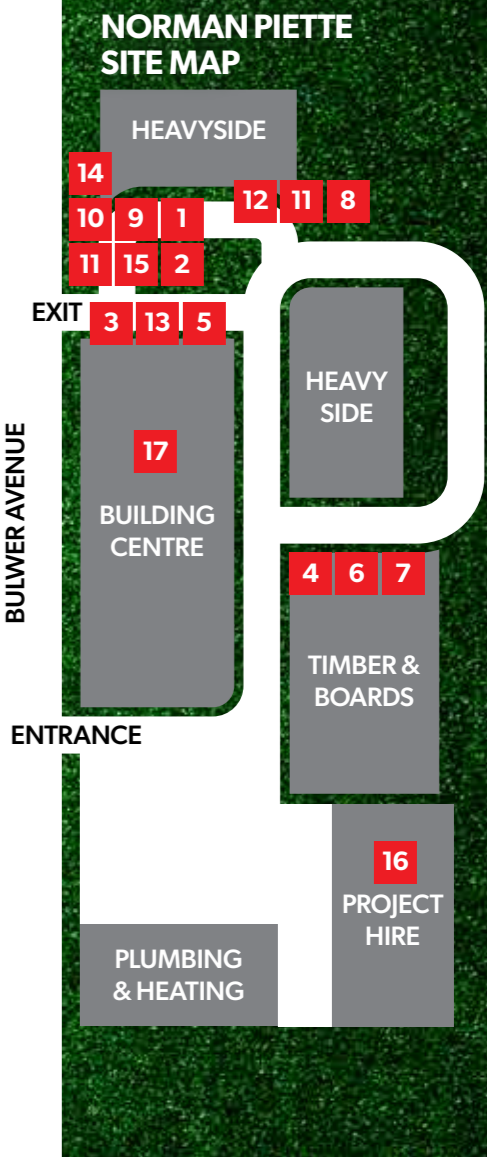 NORMAN PIETTE
SITE MAP
HEAVYSIDE
14
12 11 8
10 9 1
11 15 2
EXIT
3 13 5
HEAVY
SIDE
17
BUILDING
CENTRE
BULWER AVENUE
4 6 7
TIMBER &
BOARDS
ENTRANCE
16
PROJECT
HIRE
PLUMBING
& HEATING